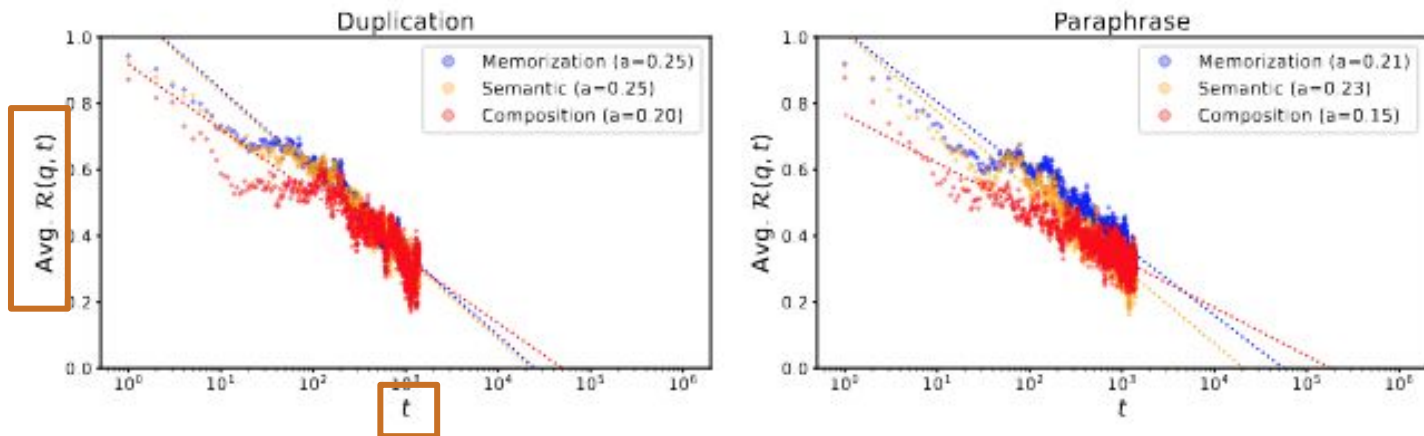 Duplication
1.0
0.8
0.6
0.4
0.2
0.0
Avg. R(q, t)
Memorization (a=0.25)
Semantic (a=0.25)
Composition (a=0.20)
10⁰ 10¹ 10² 10³ 10⁴ 10⁵ 10⁶
t
Paraphrase
1.0
0.8
0.6
0.4
0.2
0.0
Avg. R(q, t)
Memorization (a=0.21)
Semantic (a=0.23)
Composition (a=0.15)
10⁰ 10¹ 10² 10³ 10⁴ 10⁵ 10⁶
t